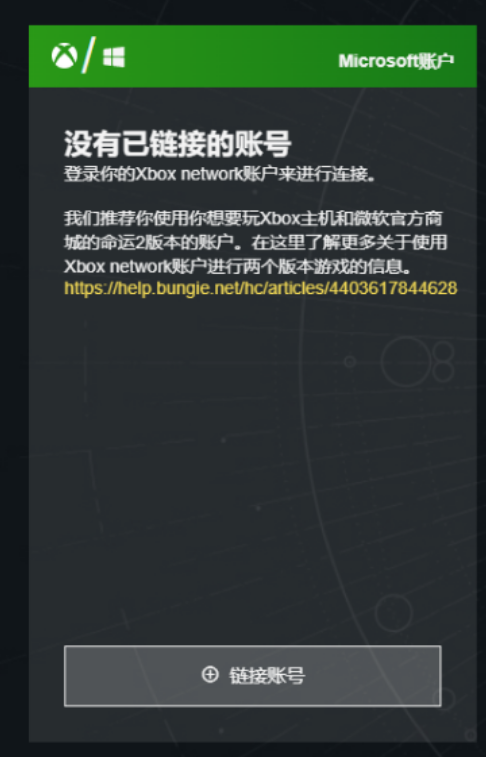 Microsoft账户
没有已链接的账号
登录你的Xbox network账户来进行连接。
我们推荐你使用你想要玩Xbox主机和微软官方商
城的命运2版本的账户。在这里了解更多关于使用
Xbox network账户进行两个版本游戏的信息。
https://help.bungie.net/hc/articles/4403617844628
链接账号